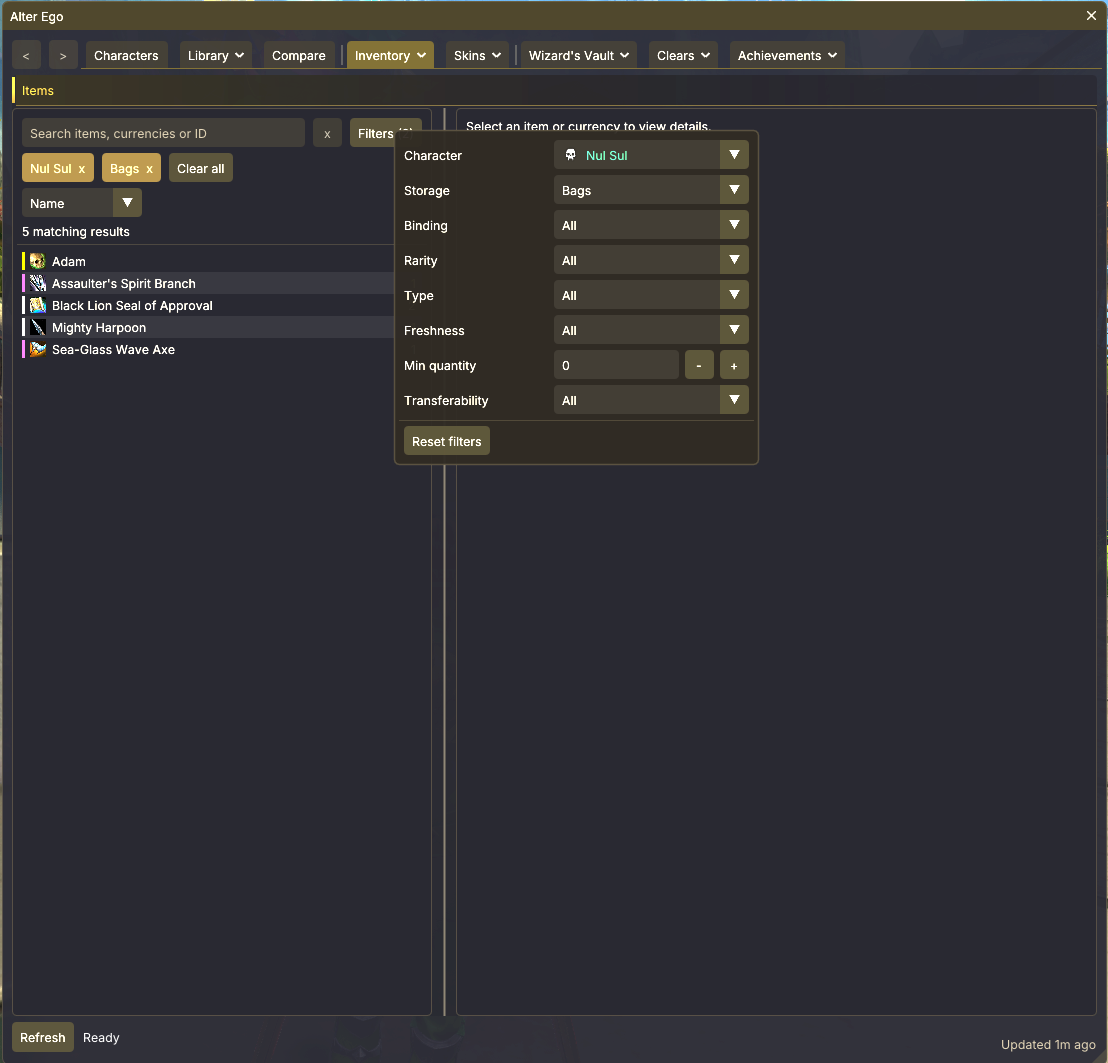 Alter Ego
< > Characters Library Compare Inventory Skins Wizard's Vault Clears Achievements
Items
Search items, currencies or ID x Filters
Select an item or currency to view details.
Nul Sul x Bags x Clear all
Name
5 matching results
Adam
Assaulter's Spirit Branch
Black Lion Seal of Approval
Mighty Harpoon
Sea-Glass Wave Axe
Character Nul Sul
Storage Bags
Binding All
Rarity All
Type All
Freshness All
Min quantity 0 - +
Transferability All
Reset filters
Refresh Ready
Updated 1m ago